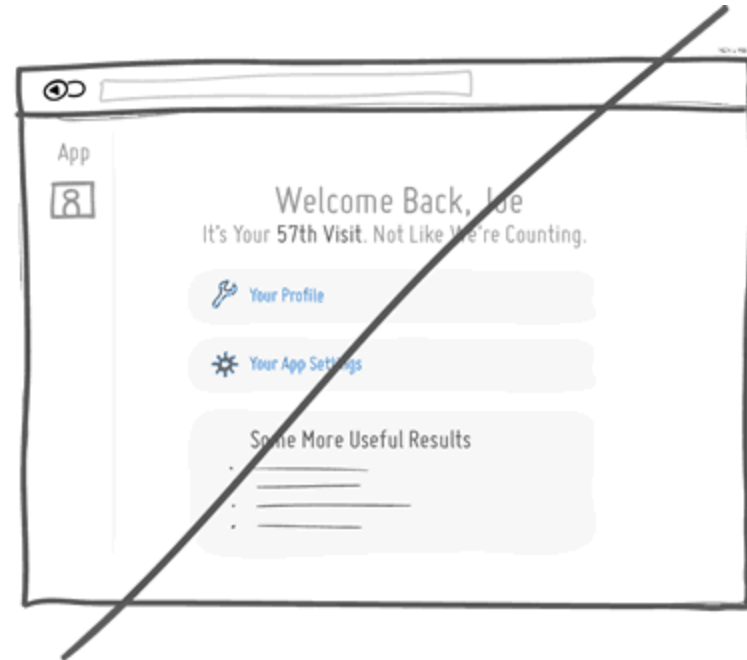 App
Welcome Back, Joe
It's Your 57th Visit. Not Like We're Counting.
Your Profile
Your App Settings
Some More Useful Results